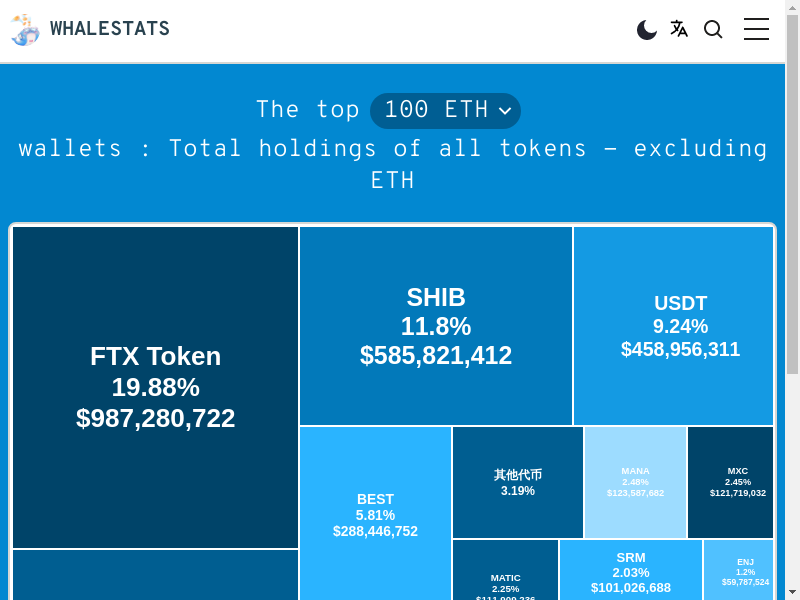 WHALESTATS
The top 100 ETH
wallets : Total holdings of all tokens – excluding
ETH
FTX Token
19.88%
$987,280,722
SHIB
11.8%
$585,821,412
USDT
9.24%
$458,956,311
BEST
5.81%
$288,446,752
其他代币
3.19%
MANA
2.48%
$123,587,682
MXC
2.45%
$121,719,032
MATIC
2.25%
SRM
2.03%
$101,026,688
ENJ
1.2%
$59,787,524